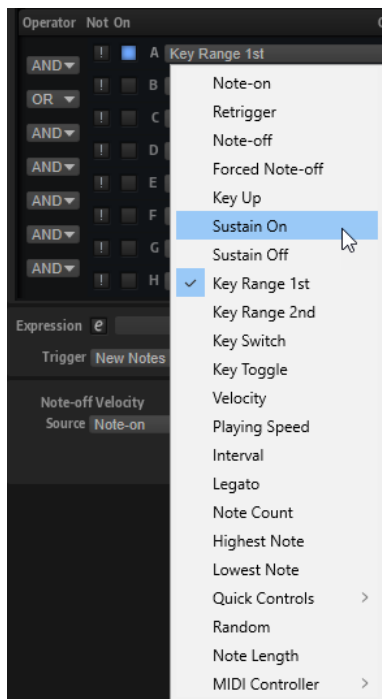 Operator Not On
! A Key Range 1st
AND
! B
OR
! C
AND
! D
AND
! E
AND
! F
AND
! G
AND
! H
Expression e
Trigger New Notes
Note-off Velocity
Source Note-on
Note-on
Retrigger
Note-off
Forced Note-off
Key Up
Sustain On
Sustain Off
Key Range 1st
Key Range 2nd
Key Switch
Key Toggle
Velocity
Playing Speed
Interval
Legato
Note Count
Highest Note
Lowest Note
Quick Controls
Random
Note Length
MIDI Controller